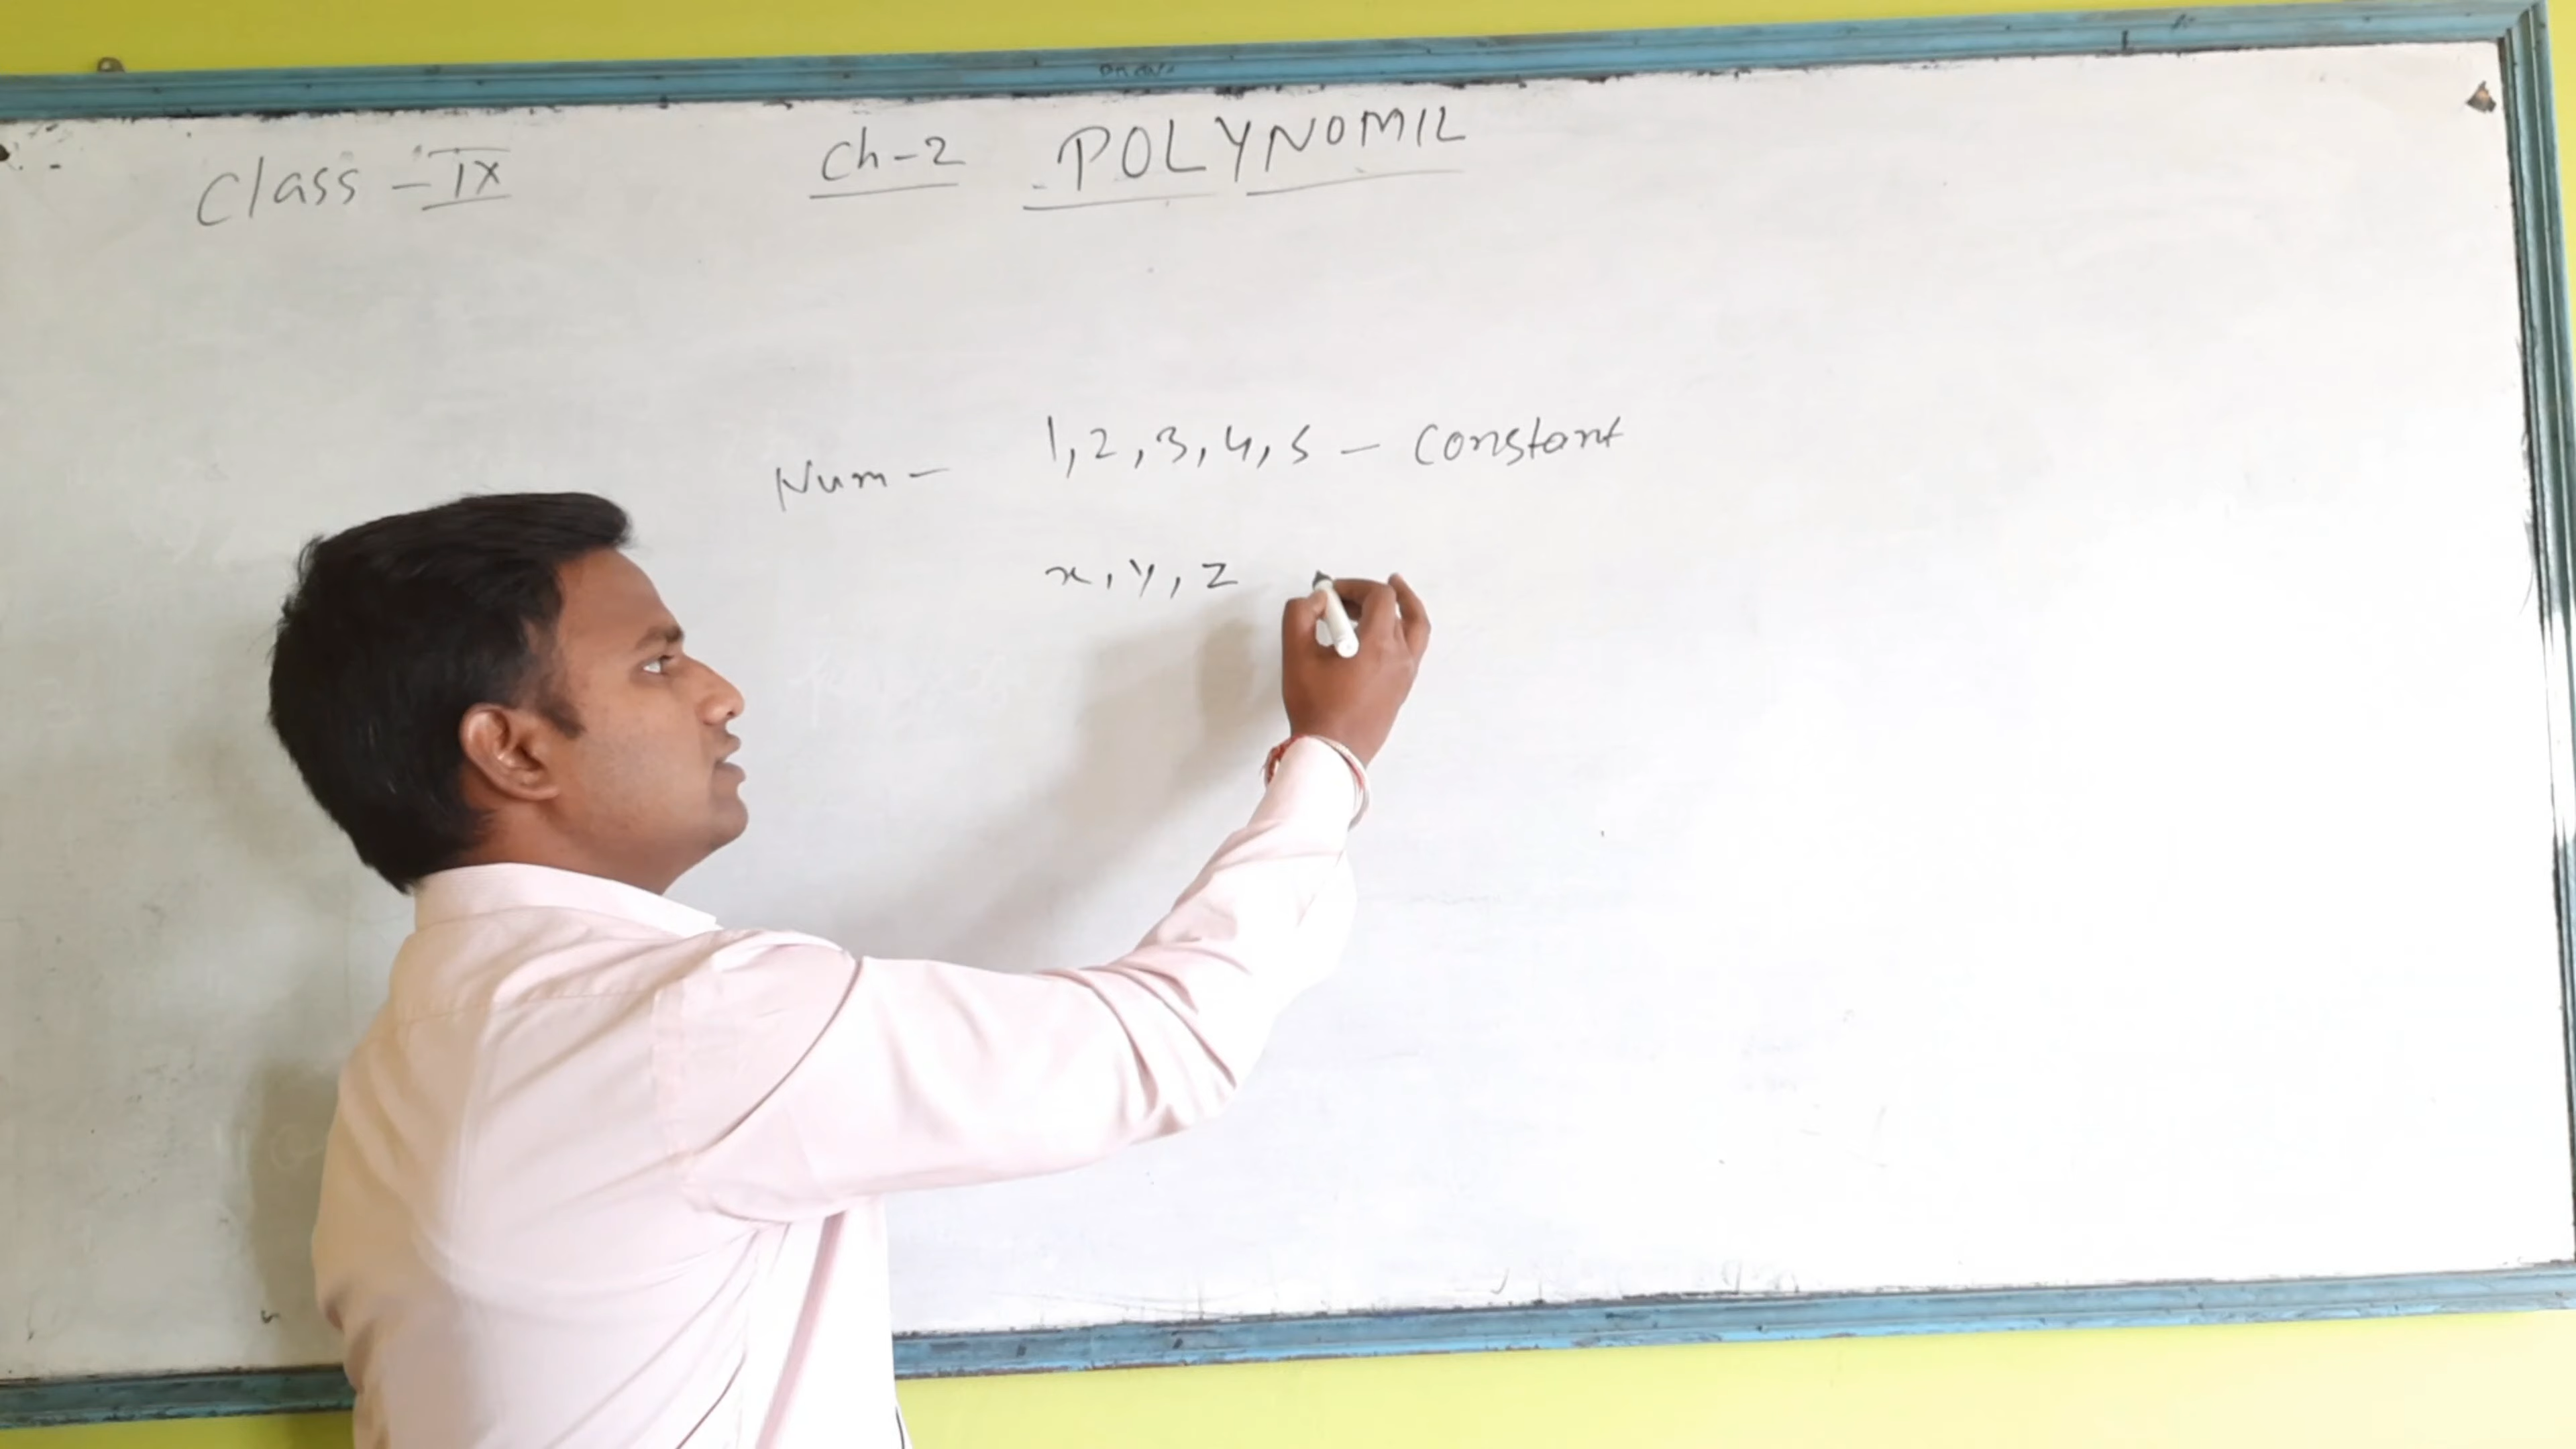 Class - IX
Ch-2 POLYNOMIL
Num - 1, 2, 3, 4, 5 - Constant
x, y, z